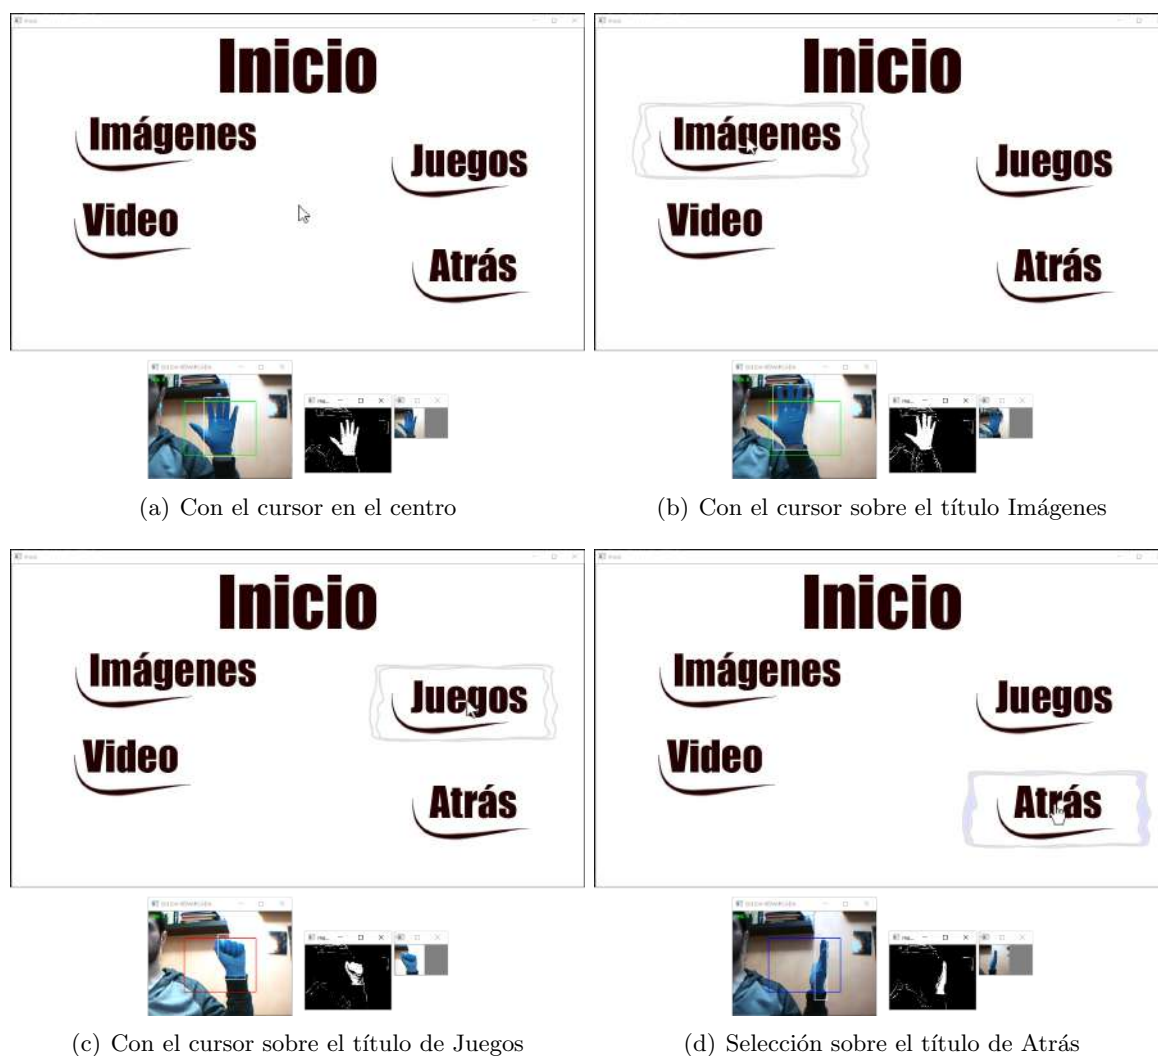 Inicio
Imágenes
Juegos
Video
Atrás
(a) Con el cursor en el centro
Inicio
Imágenes
Juegos
Video
Atrás
(b) Con el cursor sobre el título Imágenes
Inicio
Imágenes
Juegos
Video
Atrás
(c) Con el cursor sobre el título de Juegos
Inicio
Imágenes
Juegos
Video
Atrás
(d) Selección sobre el título de Atrás